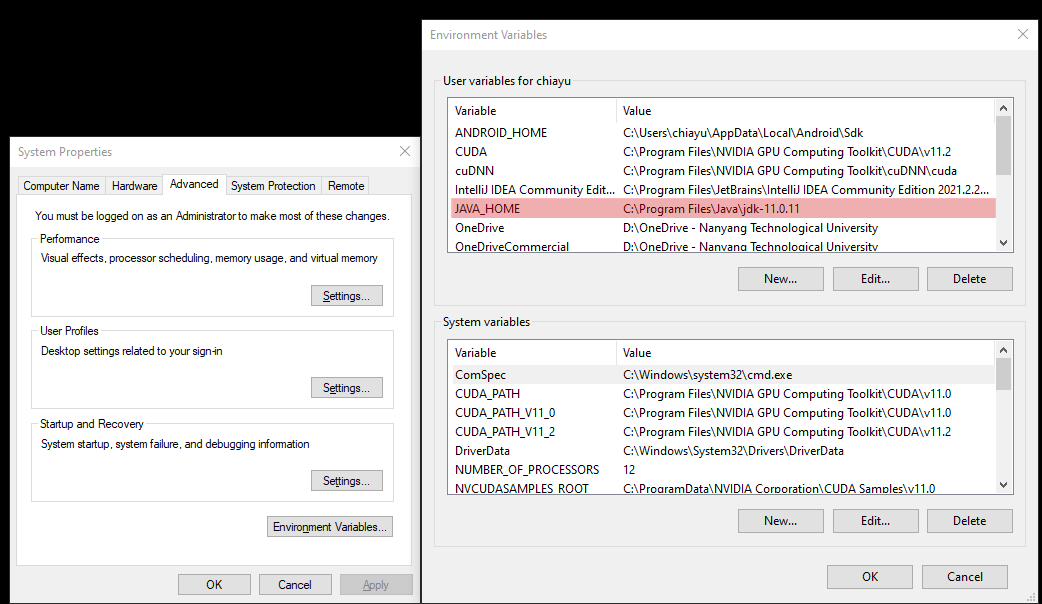 System Properties
Computer Name Hardware Advanced System Protection Remote
You must be logged on as an Administrator to make most of these changes.
Performance
Visual effects, processor scheduling, memory usage, and virtual memory
Settings...
User Profiles
Desktop settings related to your sign-in
Settings...
Startup and Recovery
System startup, system failure, and debugging information
Settings...
Environment Variables...
OK Cancel Apply
Environment Variables
User variables for chiayu
Variable Value
ANDROID_HOME C:\Users\chiayu\AppData\Local\Android\Sdk
CUDA C:\Program Files\NVIDIA GPU Computing Toolkit\CUDA\v11.2
cuDNN C:\Program Files\NVIDIA GPU Computing Toolkit\cuDNN\cuda
IntelliJ IDEA Community Edit... C:\Program Files\JetBrains\IntelliJ IDEA Community Edition 2021.2.2...
JAVA_HOME C:\Program Files\Java\jdk-11.0.11
OneDrive D:\OneDrive - Nanyang Technological University
OneDriveCommercial D:\OneDrive - Nanyang Technological University
New... Edit... Delete
System variables
Variable Value
ComSpec C:\Windows\system32\cmd.exe
CUDA_PATH C:\Program Files\NVIDIA GPU Computing Toolkit\CUDA\v11.0
CUDA_PATH_V11_0 C:\Program Files\NVIDIA GPU Computing Toolkit\CUDA\v11.0
CUDA_PATH_V11_2 C:\Program Files\NVIDIA GPU Computing Toolkit\CUDA\v11.2
DriverData C:\Windows\System32\Drivers\DriverData
NUMBER_OF_PROCESSORS 12
NVCUDASAMPLES_ROOT C:\ProgramData\NVIDIA Corporation\CUDA Samples\v11.0
New... Edit... Delete
OK Cancel